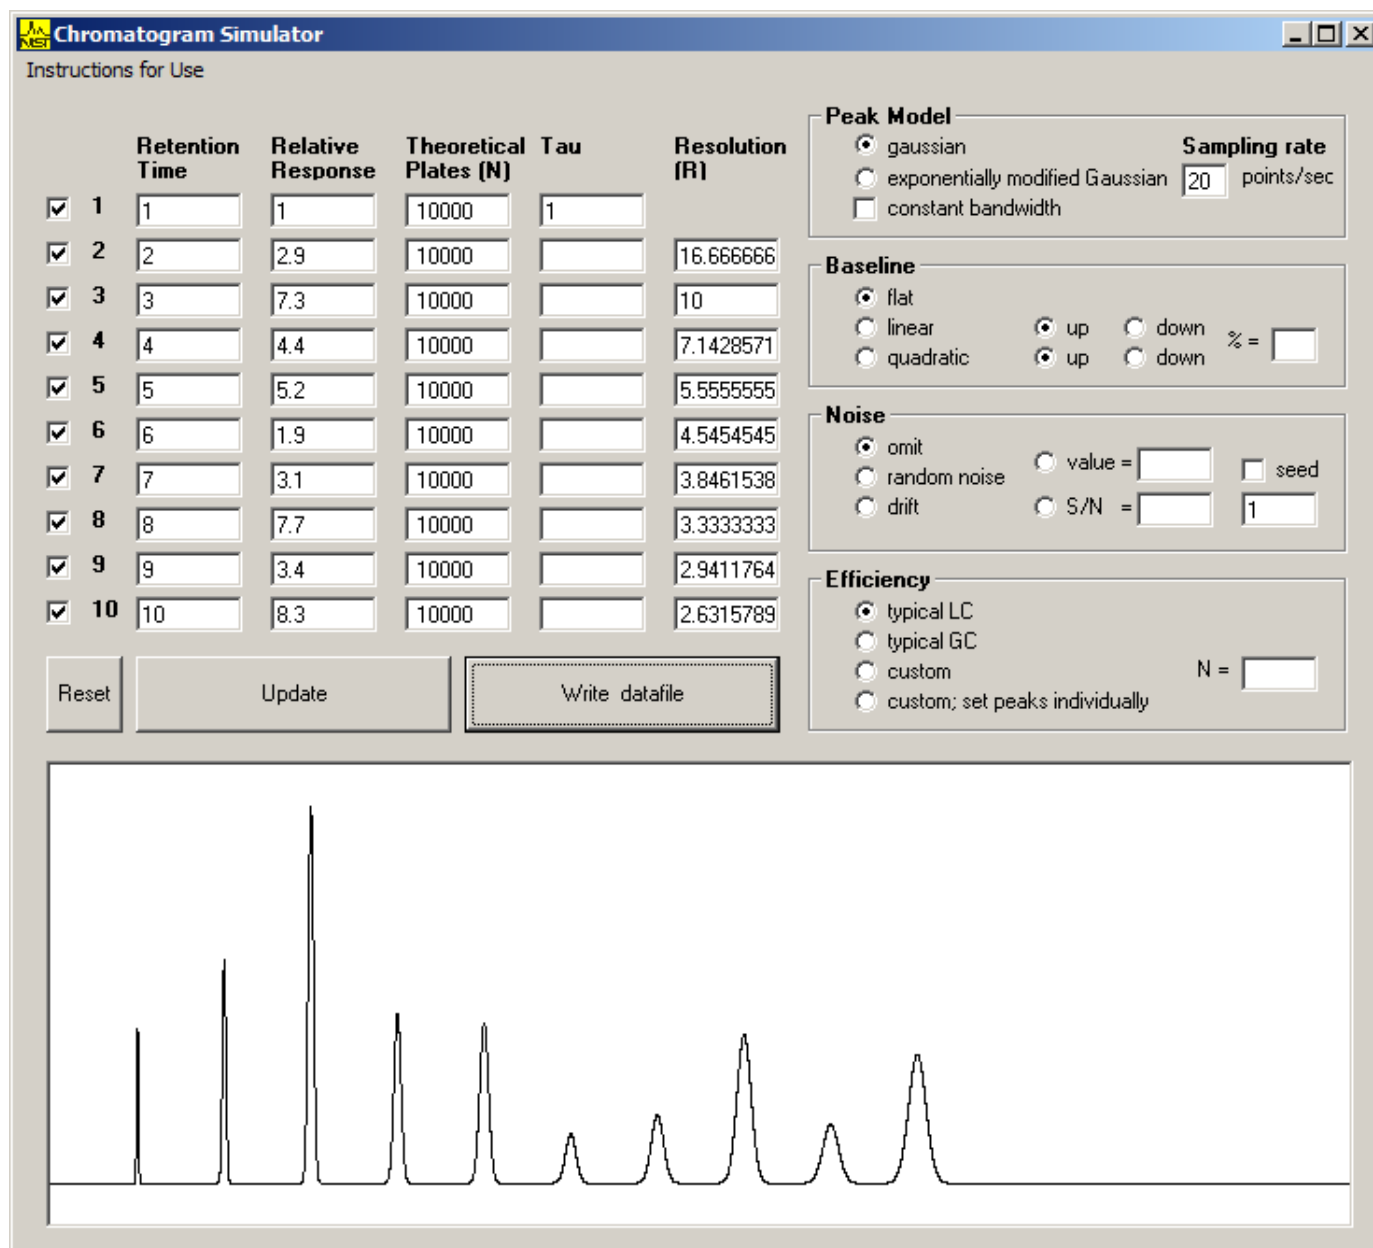 NIST
Chromatogram Simulator
Instructions for Use
Retention Time
Relative Response
Theoretical Plates (N)
Tau
Resolution (R)
1 1 1 10000 1
2 2 2.9 10000 16.666666
3 3 7.3 10000 10
4 4 4.4 10000 7.1428571
5 5 5.2 10000 5.5555555
6 6 1.9 10000 4.5454545
7 7 3.1 10000 3.8461538
8 8 7.7 10000 3.3333333
9 9 3.4 10000 2.9411764
10 10 8.3 10000 2.6315789
Reset
Update
Write datafile
Peak Model
gaussian
exponentially modified Gaussian
constant bandwidth
Sampling rate
20 points/sec
Baseline
flat
linear up down
quadratic up down
% =
Noise
omit
random noise
drift
value =
S/N =
seed
1
Efficiency
typical LC
typical GC
custom
custom; set peaks individually
N =